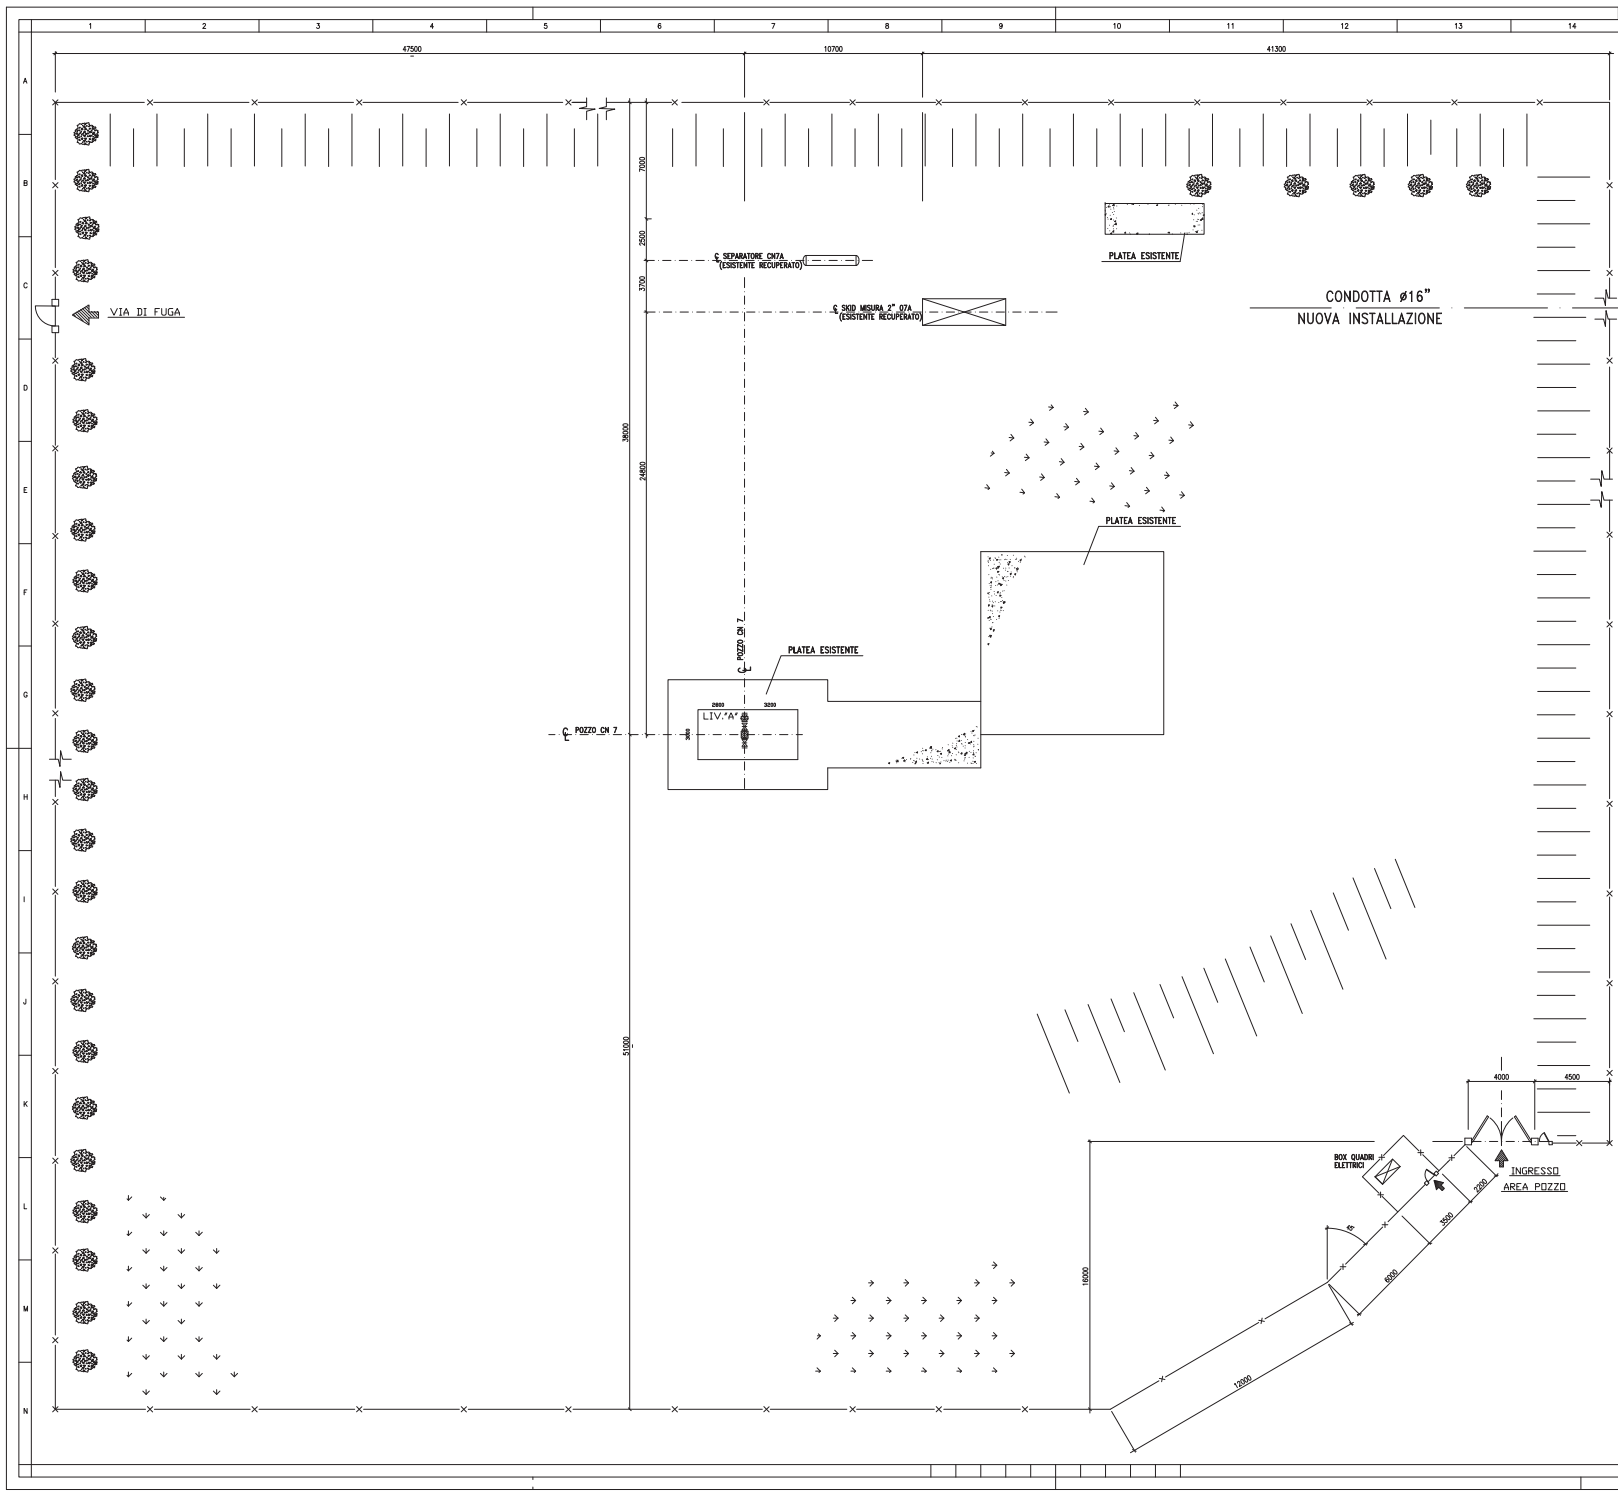 1 2 3 4 5 6 7 8 9 10 11 12 13 14
47500 10700 41300
A
B
C
D
E
F
G
H
I
J
K
L
M
N
7000
2500
3700
38000
24800
51000
℄ SEPARATORE CN7A
(ESISTENTE RECUPERATO)
PLATEA ESISTENTE
℄ SKID MISURA 2" 07A
(ESISTENTE RECUPERATO)
CONDOTTA ø16"
NUOVA INSTALLAZIONE
VIA DI FUGA
PLATEA ESISTENTE
℄ POZZO CN 7
PLATEA ESISTENTE
2800 3200
LIV."A"
3000
℄ POZZO CN 7
4000 4500
BOX QUADRI
ELETTRICI
INGRESSO
AREA POZZO
2200
3500
6000
16000
12000